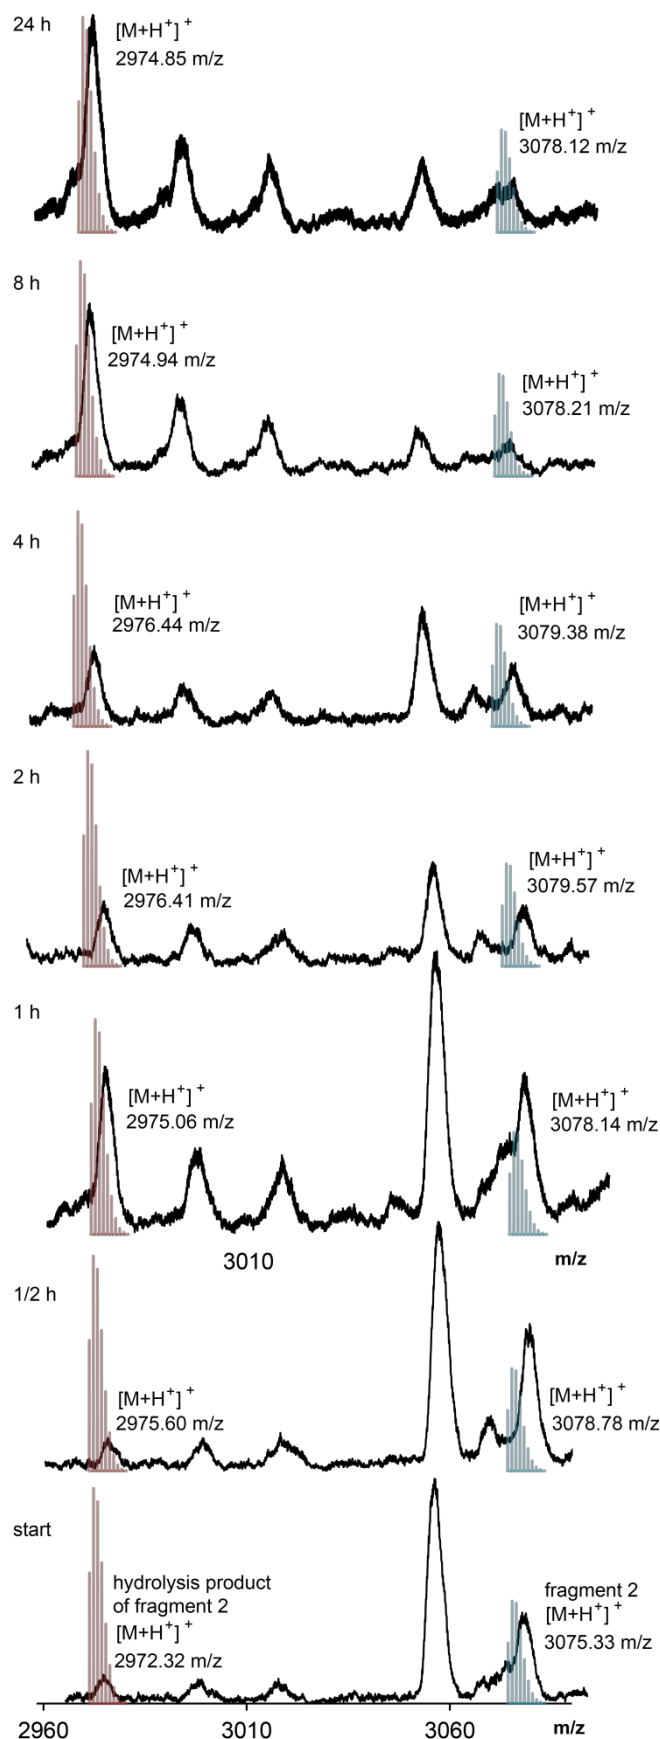 24 h
[M+H⁺]⁺
2974.85 m/z
[M+H⁺]⁺
3078.12 m/z
8 h
[M+H⁺]⁺
2974.94 m/z
[M+H⁺]⁺
3078.21 m/z
4 h
[M+H⁺]⁺
2976.44 m/z
[M+H⁺]⁺
3079.38 m/z
2 h
[M+H⁺]⁺
2976.41 m/z
[M+H⁺]⁺
3079.57 m/z
1 h
[M+H⁺]⁺
2975.06 m/z
[M+H⁺]⁺
3078.14 m/z
3010 m/z
1/2 h
[M+H⁺]⁺
2975.60 m/z
[M+H⁺]⁺
3078.78 m/z
start
hydrolysis product
of fragment 2
[M+H⁺]⁺
2972.32 m/z
fragment 2
[M+H⁺]⁺
3075.33 m/z
2960 3010 3060 m/z